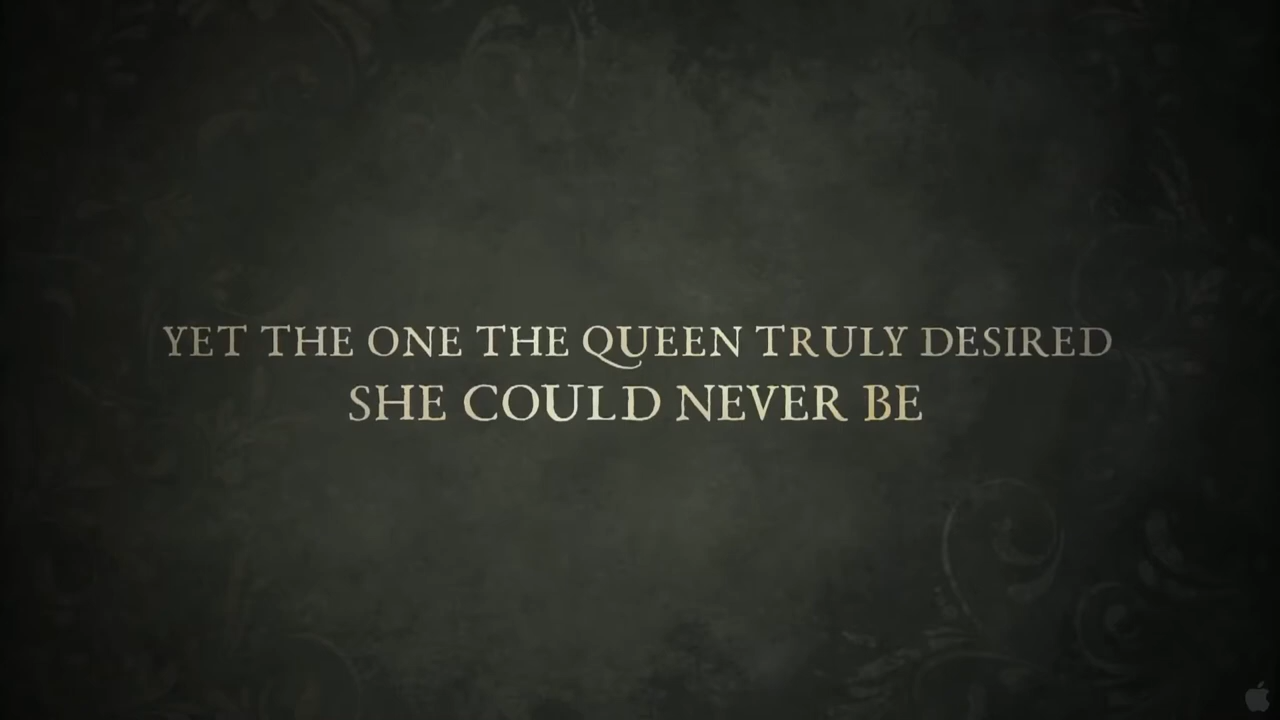 YET THE ONE THE QUEEN TRULY DESIRED
SHE COULD NEVER BE